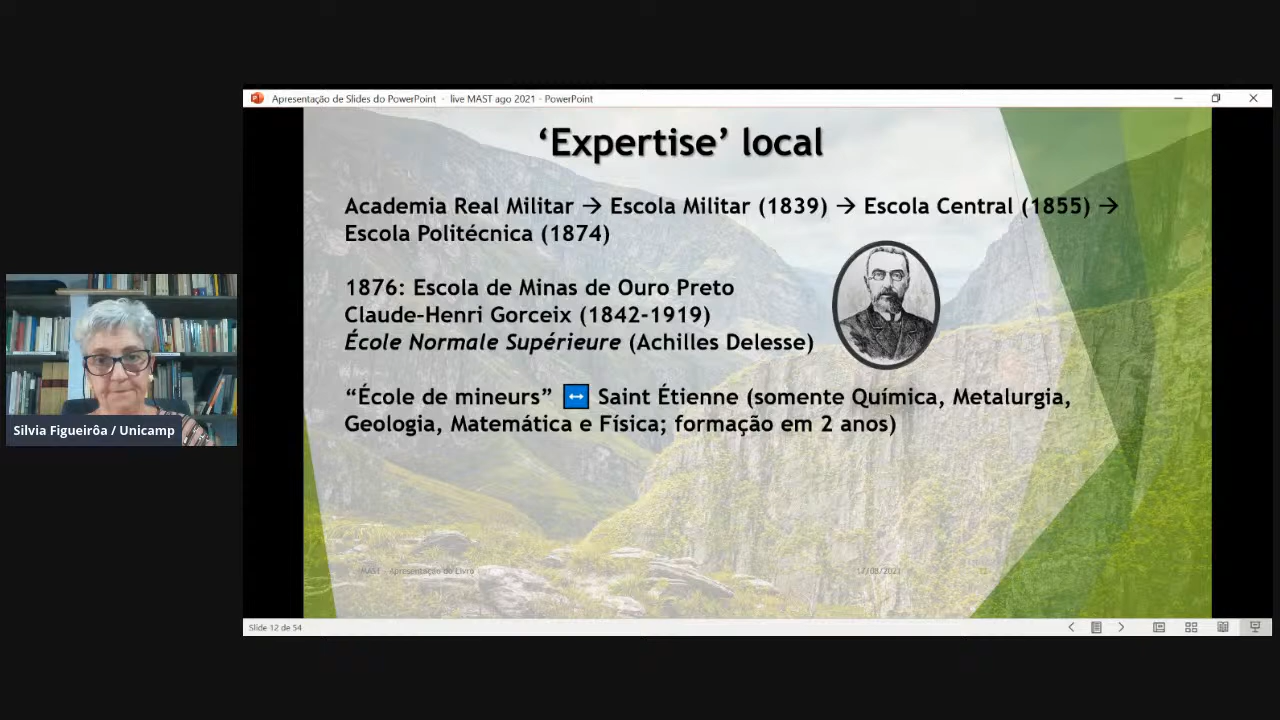 Apresentação de Slides do PowerPoint - live MAST ago 2021 - PowerPoint
‘Expertise’ local
Academia Real Militar → Escola Militar (1839) → Escola Central (1855) →
Escola Politécnica (1874)
1876: Escola de Minas de Ouro Preto
Claude-Henri Gorceix (1842-1919)
École Normale Supérieure (Achilles Delesse)
“École de mineurs” ↔ Saint Étienne (somente Química, Metalurgia,
Geologia, Matemática e Física; formação em 2 anos)
Silvia Figueirôa / Unicamp
MAST - Apresentação do Livro 17/08/2021 12
Slide 12 de 54